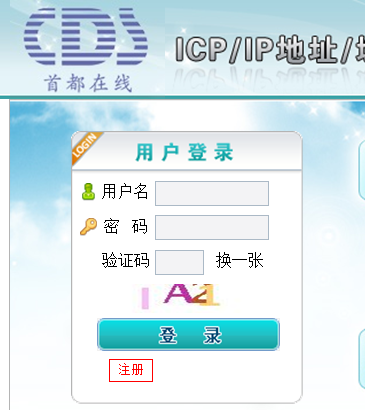 CDS
首都在线
ICP/IP地址/
LOGIN
用户登录
用户名
密 码
验证码 换一张
登 录
注册